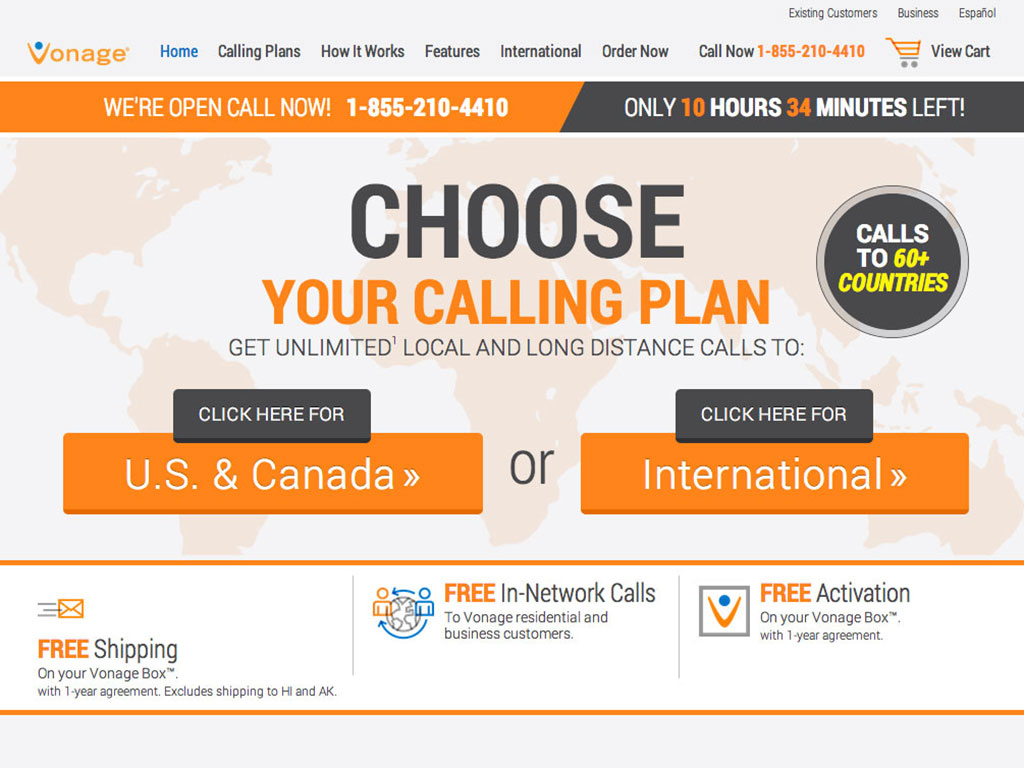 Existing Customers Business Español
Vonage® Home Calling Plans How It Works Features International Order Now Call Now 1-855-210-4410 View Cart
WE'RE OPEN CALL NOW! 1-855-210-4410 ONLY 10 HOURS 34 MINUTES LEFT!
CHOOSE
YOUR CALLING PLAN
GET UNLIMITED¹ LOCAL AND LONG DISTANCE CALLS TO:
CALLS
TO 60+
COUNTRIES
CLICK HERE FOR
U.S. & Canada »
or
CLICK HERE FOR
International »
FREE Shipping
On your Vonage Box™.
with 1-year agreement. Excludes shipping to HI and AK.
FREE In-Network Calls
To Vonage residential and
business customers.
FREE Activation
On your Vonage Box™.
with 1-year agreement.